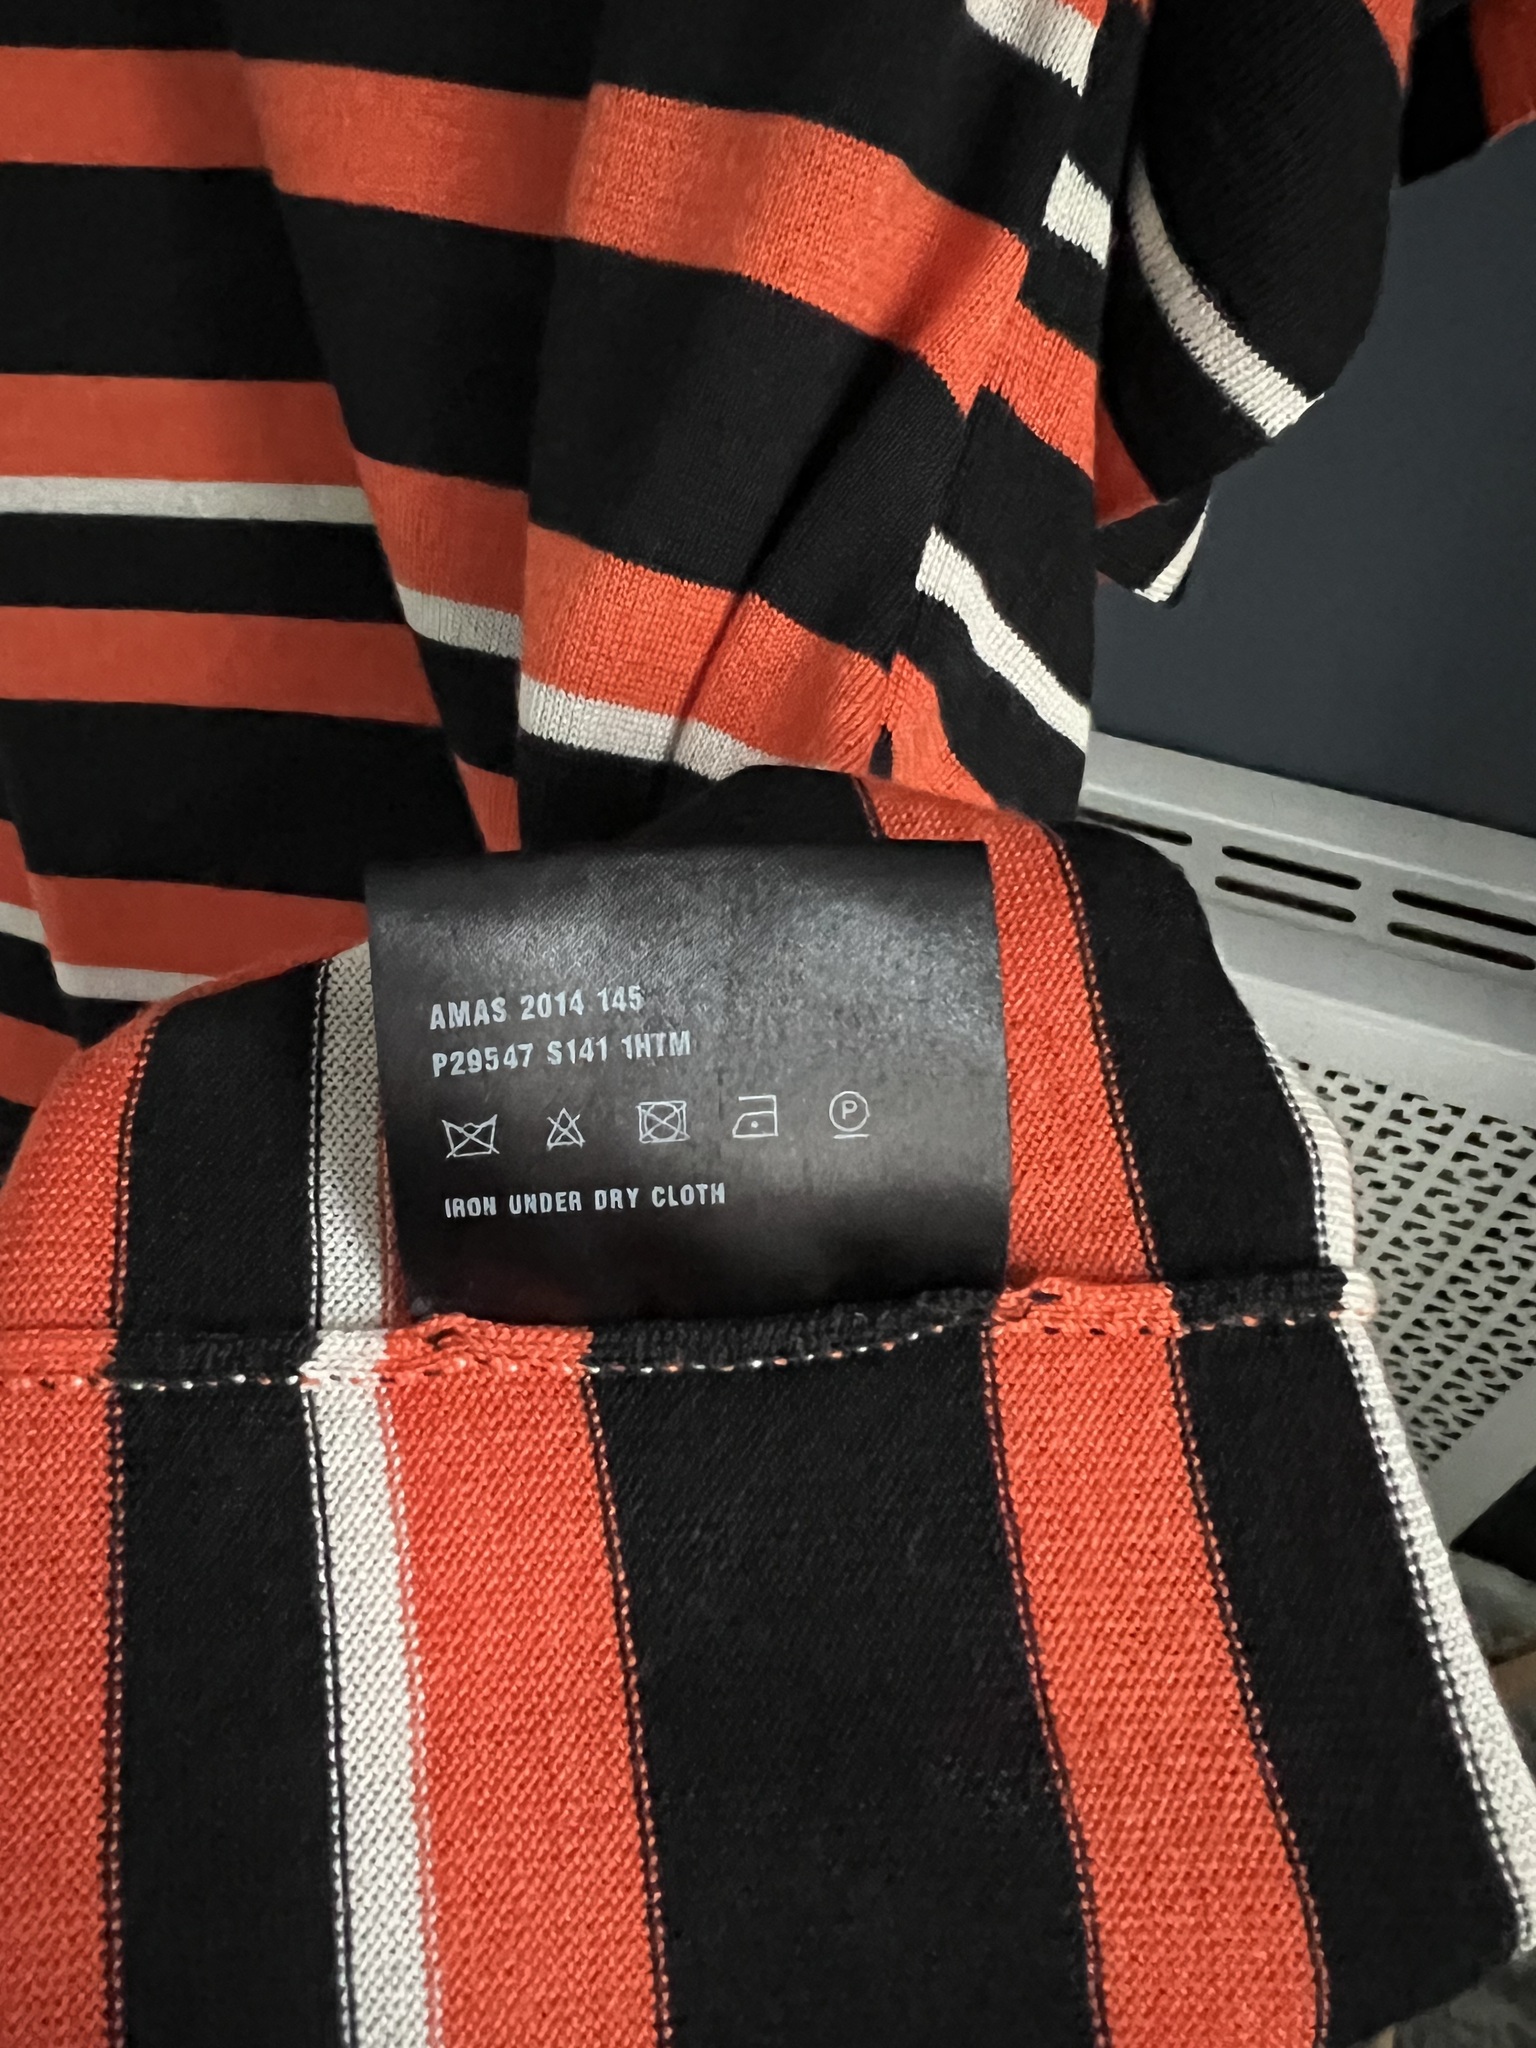 AMAS 2014 145
P29547 S141 1HTM
P
IRON UNDER DRY CLOTH